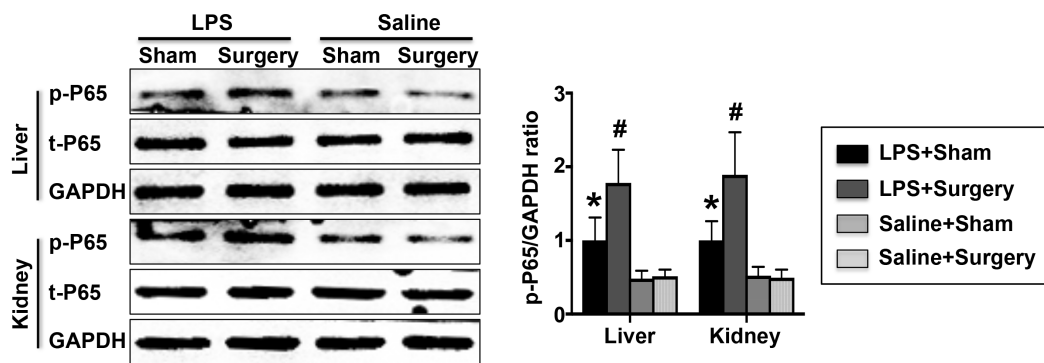 LPS Saline
Sham Surgery Sham Surgery
Liver
p-P65
t-P65
GAPDH
Kidney
p-P65
t-P65
GAPDH
p-P65/GAPDH ratio
3
2
1
0
* # * #
Liver Kidney
LPS+Sham
LPS+Surgery
Saline+Sham
Saline+Surgery